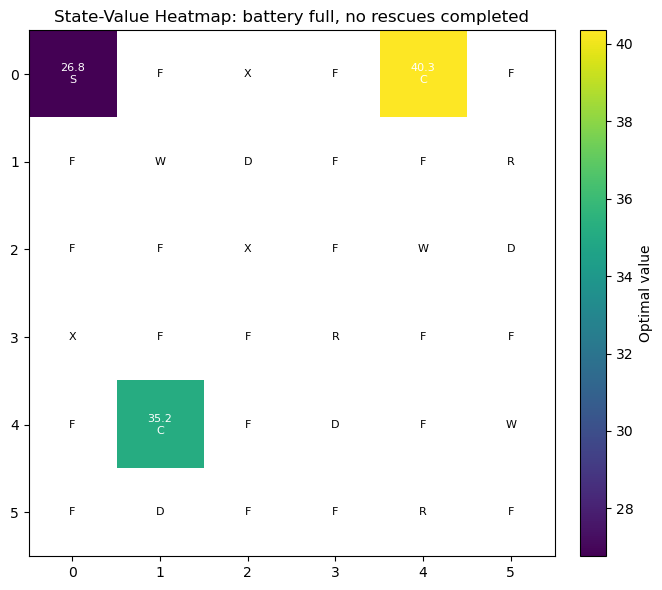 State-Value Heatmap: battery full, no rescues completed
0 26.8 F X F 40.3 F
S C
1 F W D F F R
2 F F X F W D
3 X F F R F F
4 F 35.2 F D F W
C
5 F D F F R F
0 1 2 3 4 5
40
38
36
34
32
30
28
Optimal value